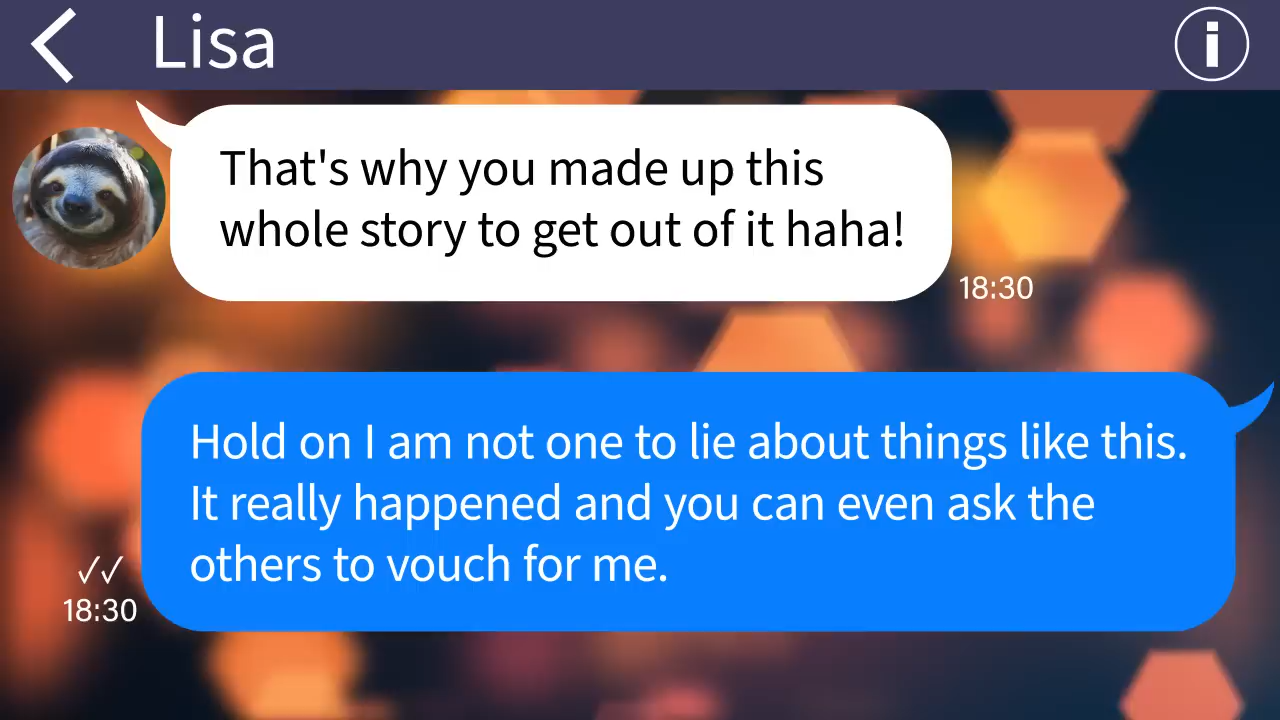 Lisa
That's why you made up this
whole story to get out of it haha!
18:30
Hold on I am not one to lie about things like this.
It really happened and you can even ask the
others to vouch for me.
18:30